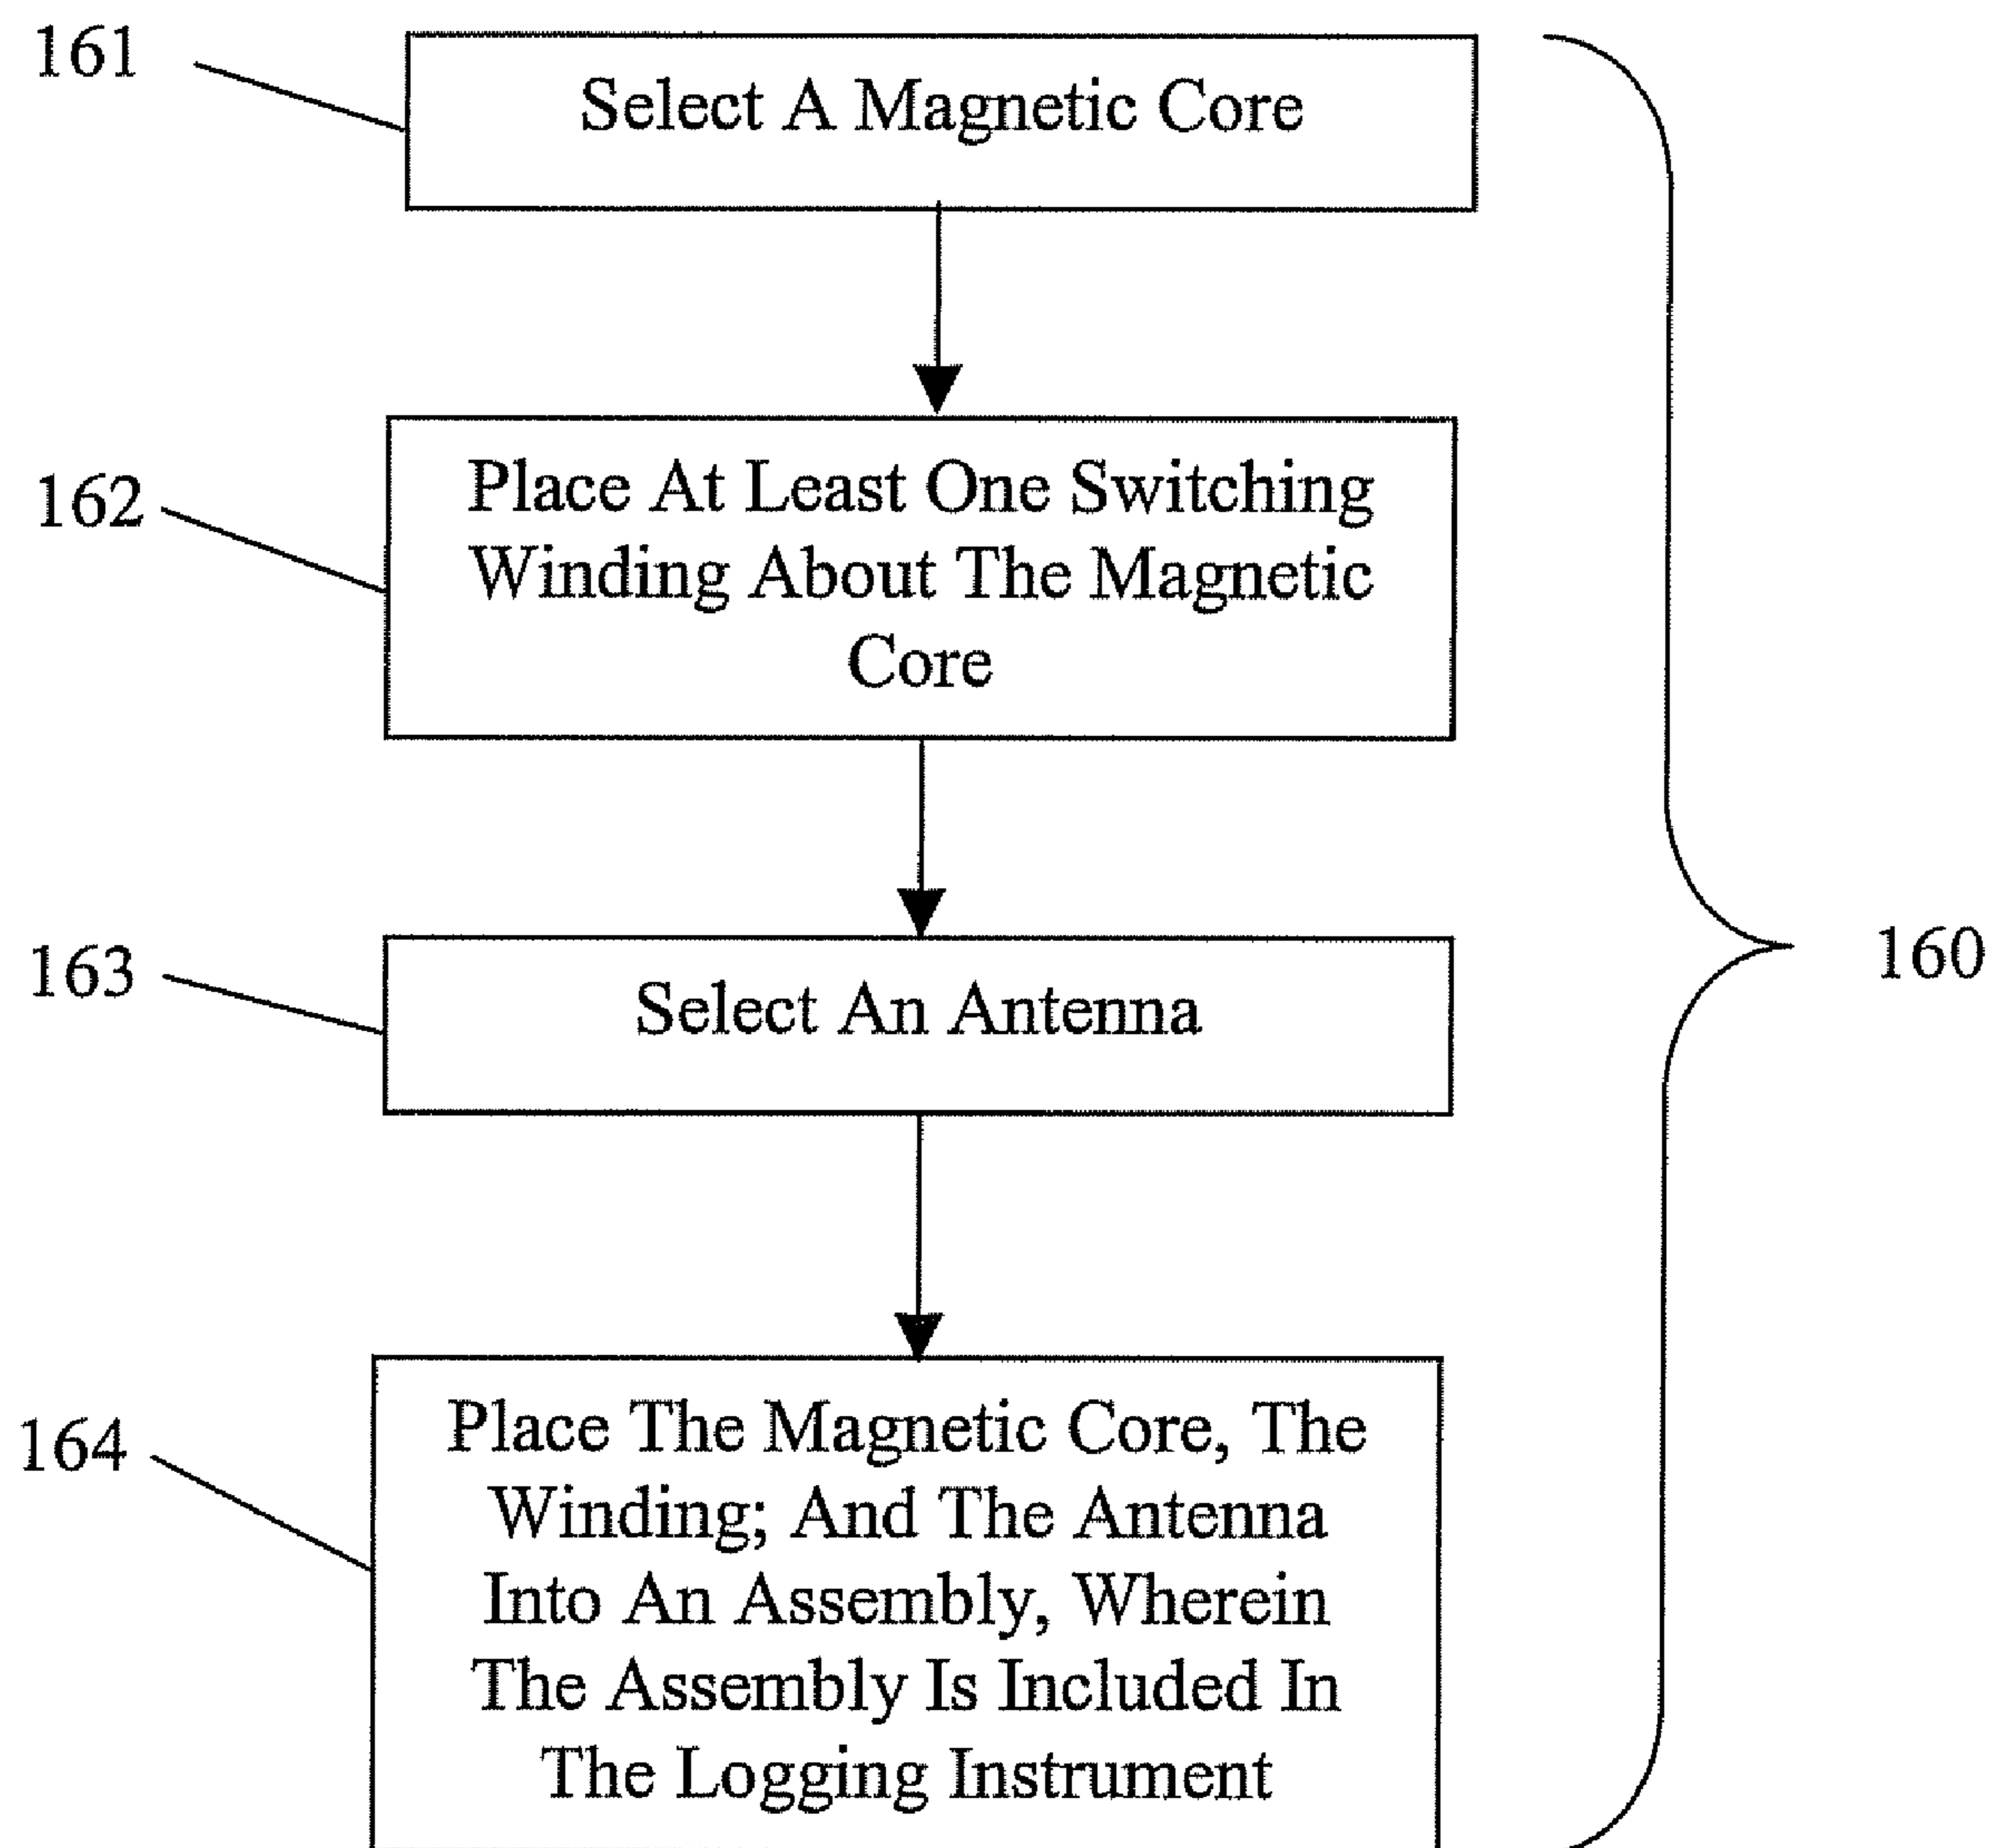 161
Select A Magnetic Core
162
Place At Least One Switching
Winding About The Magnetic
Core
163
Select An Antenna
160
164
Place The Magnetic Core, The
Winding; And The Antenna
Into An Assembly, Wherein
The Assembly Is Included In
The Logging Instrument